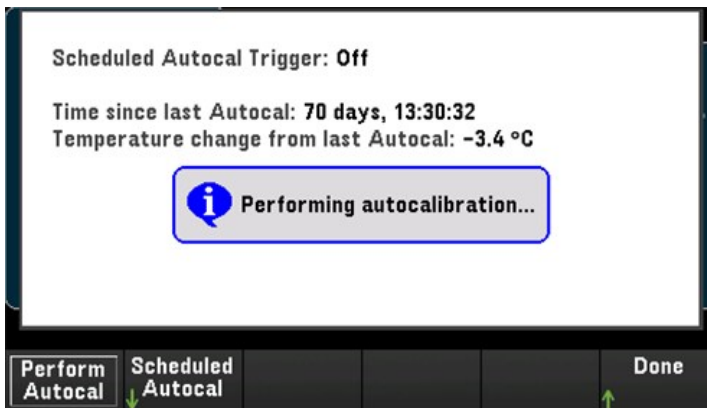 Scheduled Autocal Trigger: Off
Time since last Autocal: 70 days, 13:30:32
Temperature change from last Autocal: -3.4 °C
Performing autocalibration...
Perform
Autocal
Scheduled
Autocal
Done